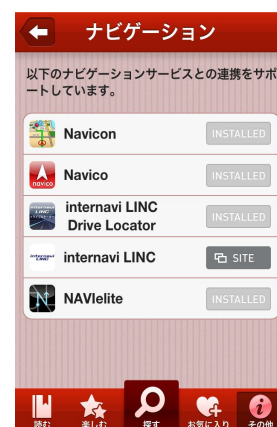 ナビゲーション
以下のナビゲーションサービスとの連携をサポ
ートしています。
Navicon
INSTALLED
navico
Navico
INSTALLED
internavi LINC
Drive Locator
INSTALLED
internavi LINC
SITE
NAVIelite
INSTALLED
読む
楽しむ
探す
お気に入り
その他